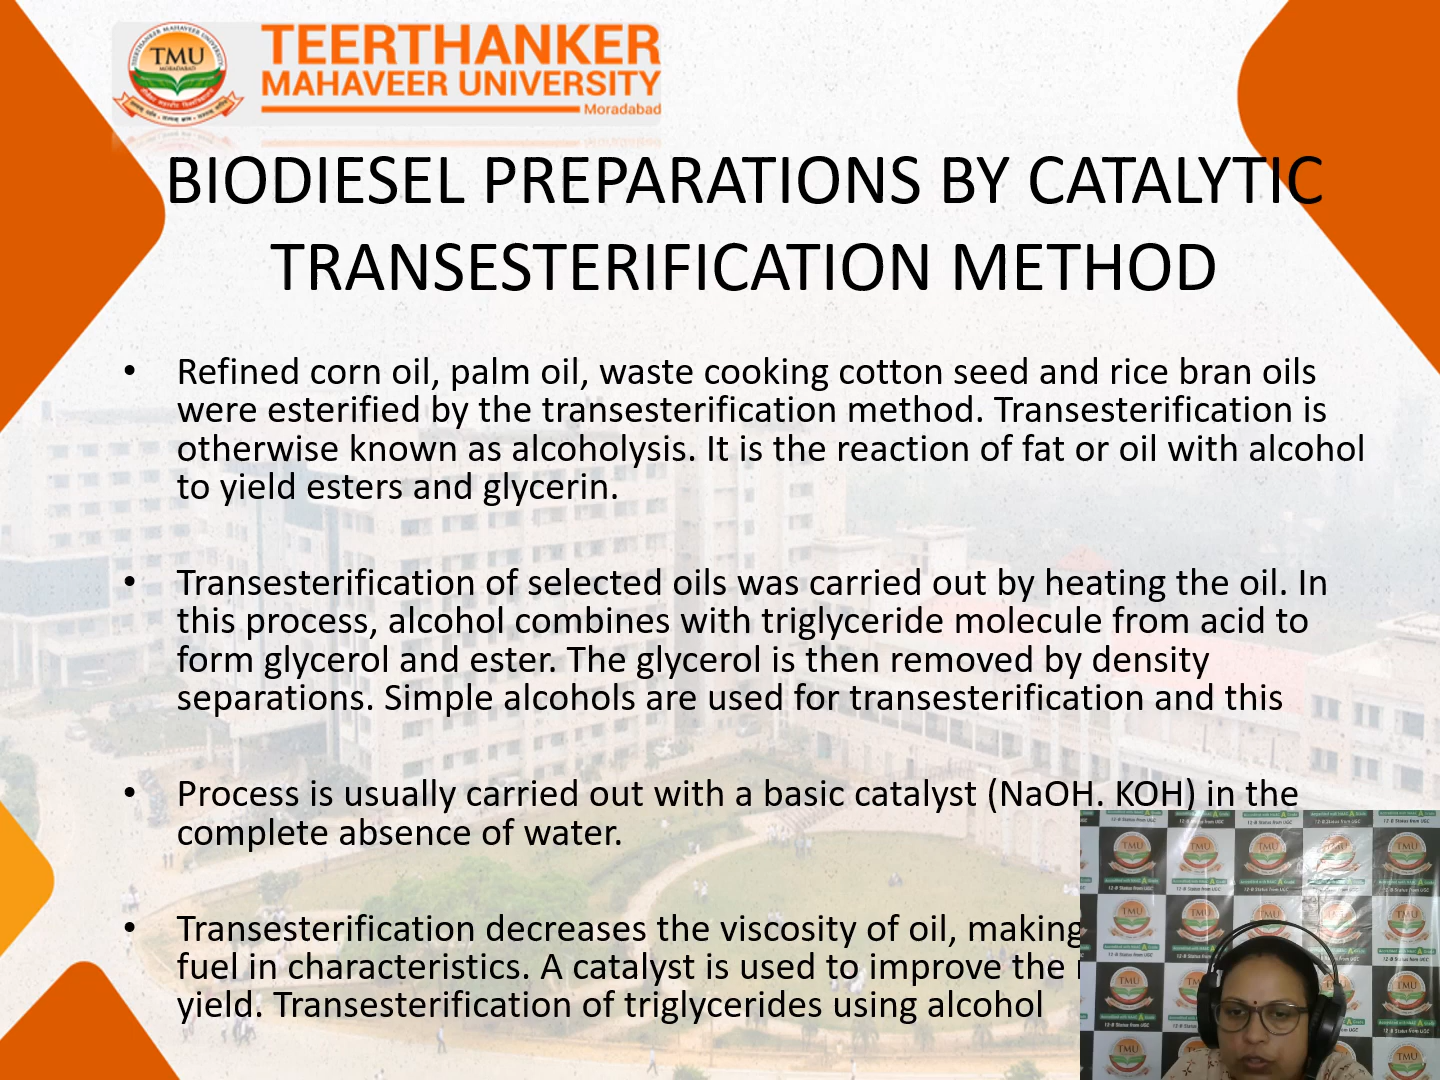 TMU
MORADABAD
TEERTHANKER
MAHAVEER UNIVERSITY
Moradabad
BIODIESEL PREPARATIONS BY CATALYTIC
TRANSESTERIFICATION METHOD
• Refined corn oil, palm oil, waste cooking cotton seed and rice bran oils
were esterified by the transesterification method. Transesterification is
otherwise known as alcoholysis. It is the reaction of fat or oil with alcohol
to yield esters and glycerin.
• Transesterification of selected oils was carried out by heating the oil. In
this process, alcohol combines with triglyceride molecule from acid to
form glycerol and ester. The glycerol is then removed by density
separations. Simple alcohols are used for transesterification and this
• Process is usually carried out with a basic catalyst (NaOH. KOH) in the
complete absence of water.
• Transesterification decreases the viscosity of oil, making
fuel in characteristics. A catalyst is used to improve the
yield. Transesterification of triglycerides using alcohol
12-B Status from UGC